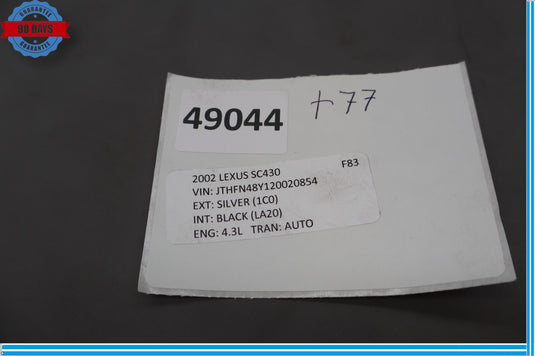 GUARANTEE
90 DAYS
GUARANTEE
49044
+77
2002 LEXUS SC430 F83
VIN: JTHFN48Y120020854
EXT: SILVER (1C0)
INT: BLACK (LA20)
ENG: 4.3L TRAN: AUTO